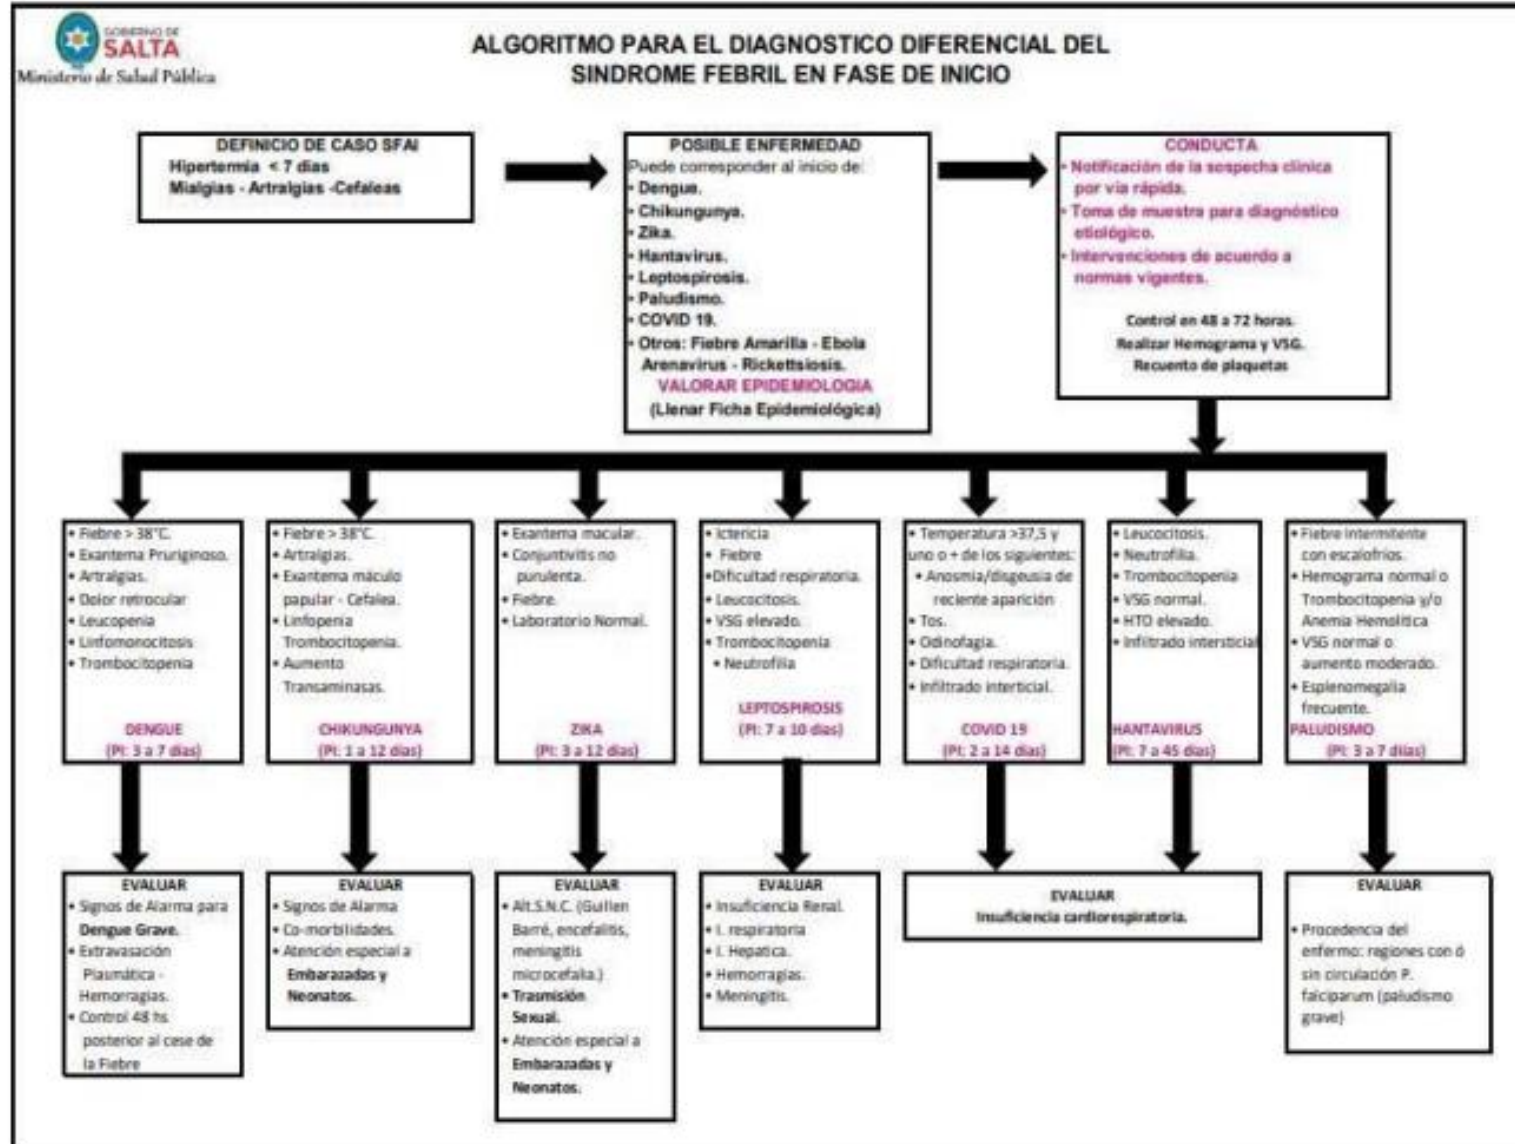 GOBIERNO DE
SALTA
Ministerio de Salud Pública
ALGORITMO PARA EL DIAGNOSTICO DIFERENCIAL DEL
SINDROME FEBRIL EN FASE DE INICIO
DEFINICIO DE CASO SFAI
Hipertermia < 7 dias
Mialgias - Artralgias -Cefaleas
POSIBLE ENFERMEDAD
Puede corresponder al inicio de:
• Dengue.
• Chikungunya.
• Zika.
• Hantavirus.
• Leptospirosis.
• Paludismo.
• COVID 19.
• Otros: Fiebre Amarilla - Ebola
Arenavirus - Rickettsiosis.
VALORAR EPIDEMIOLOGIA
(Llenar Ficha Epidemiológica)
CONDUCTA
• Notificación de la sospecha clínica
por vía rápida.
• Toma de muestra para diagnóstico
etiológico.
• Intervenciones de acuerdo a
normas vigentes.
Control en 48 a 72 horas.
Realizar Hemograma y VSG.
Recuento de plaquetas
• Fiebre > 38°C.
• Exantema Pruriginoso.
• Artralgias.
• Dolor retrocular
• Leucopenia
• Linfomonocitosis
• Trombocitopenia
DENGUE
(PI: 3 a 7 días)
• Fiebre > 38°C.
• Artralgias.
• Exantema máculo
papular - Cefalea.
• Linfopenia
Trombocitopenia.
• Aumento
Transaminasas.
CHIKUNGUNYA
(PI: 1 a 12 días)
• Exantema macular.
• Conjuntivitis no
purulenta.
• Fiebre.
• Laboratorio Normal.
ZIKA
(PI: 3 a 12 días)
• Ictericia
• Fiebre
•Dificultad respiratoria.
• Leucocitosis.
• VSG elevado.
• Trombocitopenia
• Neutrofilia
LEPTOSPIROSIS
(PI: 7 a 10 días)
• Temperatura >37,5 y
uno o + de los siguientes:
• Anosmia/disgeusia de
reciente aparición
• Tos.
• Odinofagia.
• Dificultad respiratoria.
• Infiltrado interticial.
COVID 19
(PI: 2 a 14 días)
• Leucocitosis.
• Neutrofilia.
• Trombocitopenia
• VSG normal.
• HTO elevado.
• Infiltrado intersticial
HANTAVIRUS
(PI: 7 a 45 días)
• Fiebre Intermitente
con escalofríos.
• Hemograma normal o
Trombocitopenia y/o
Anemia Hemolítica
• VSG normal o
aumento moderado.
• Esplenomegalia
frecuente.
PALUDISMO
(PI: 3 a 7 diías)
EVALUAR
• Signos de Alarma para
Dengue Grave.
• Extravasación
Plaumática -
Hemorragias.
• Control 48 hs.
posterior al cese de
la Fiebre
EVALUAR
• Signos de Alarma
• Co-morbilidades.
• Atención especial a
Embarazadas y
Neonatos.
EVALUAR
• Alt.S.N.C. (Guillen
Barré, encefalitis,
meningitis
microcefalia.)
• Trasmisión
Sexual.
• Atención especial a
Embarazadas y
Neonatos.
EVALUAR
• Insuficiencia Renal.
• I. respiratoria
• I. Hepatica.
• Hemorragias.
• Meningitis.
EVALUAR
Insuficiencia cardiorespiratoria.
EVALUAR
• Procedencia del
enfermo: regiones con ó
sin circulación P.
falciparum (paludismo
grave)